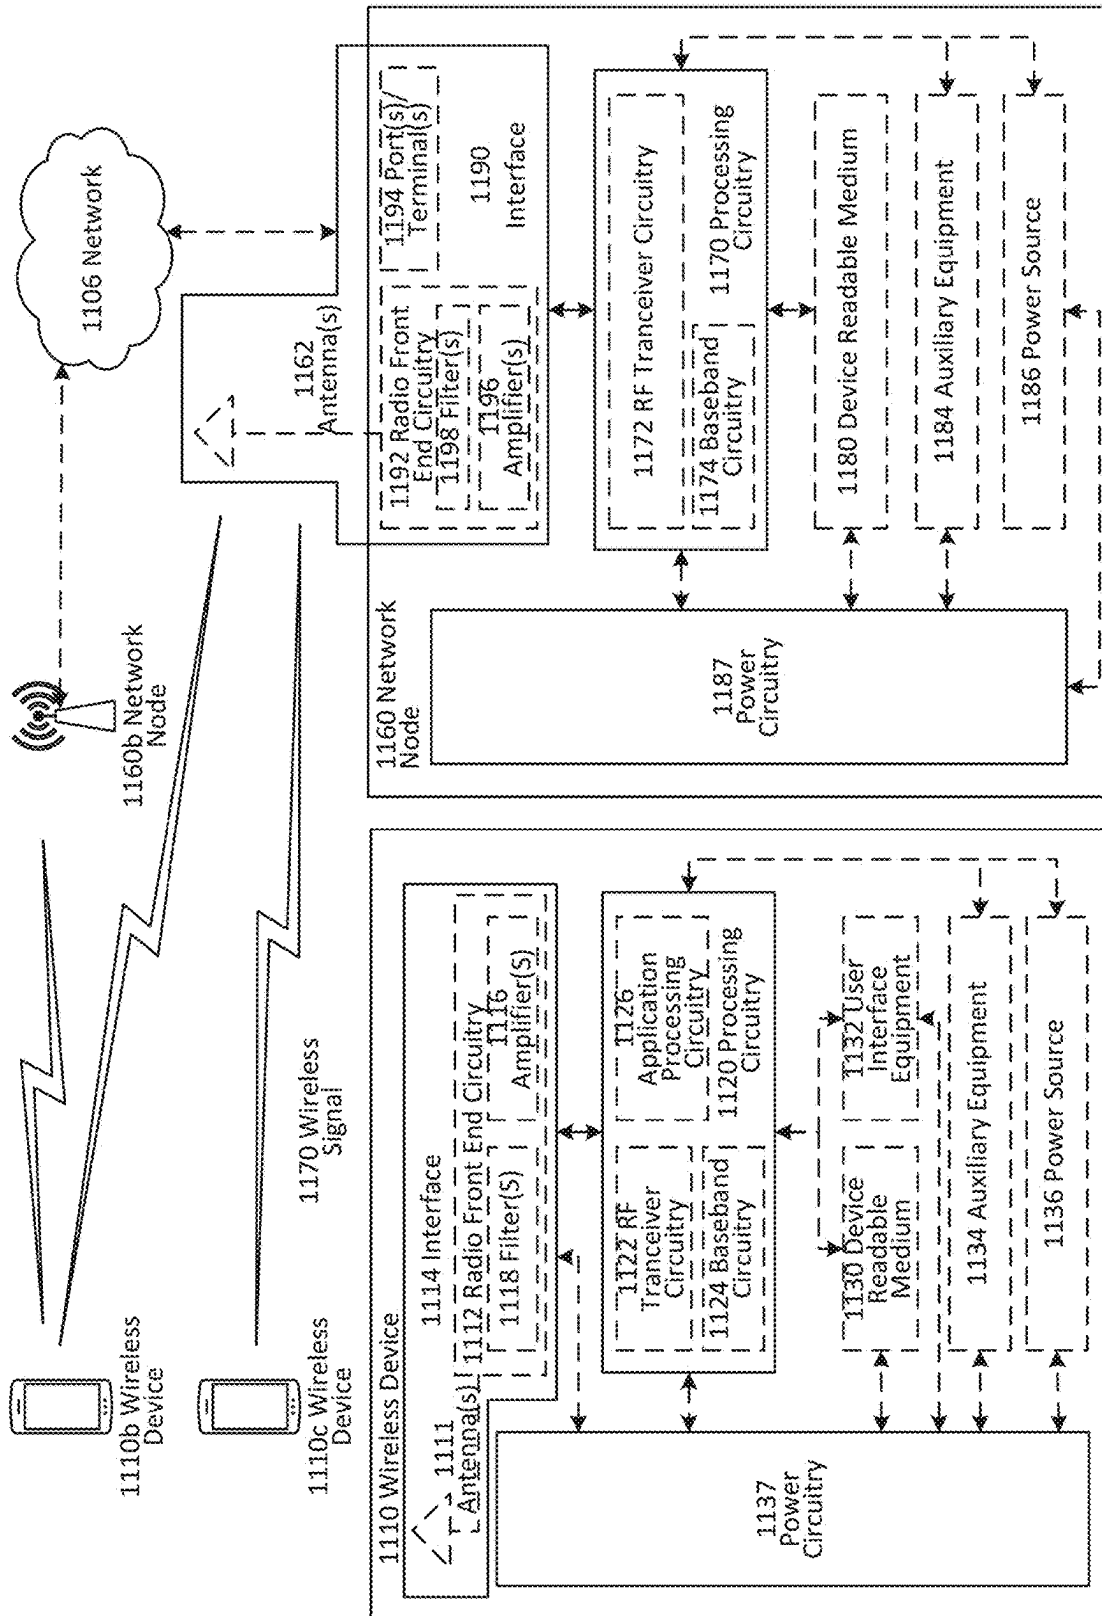 1110b Wireless
Device
1110c Wireless
Device
1170 Wireless
Signal
1160b Network
Node
1106 Network
1110 Wireless Device
1111
Antenna(s)
1114 Interface
1112 Radio Front End Circuitry
1118 Filter(S)
1116
Amplifier(S)
1122 RF
Tranceiver
Circuitry
1124 Baseband
Circuitry
1126
Application
Processing
Circuitry
1120 Processing
Circuitry
1130 Device
Readable
Medium
1132 User
Interface
Equipment
1134 Auxiliary Equipment
1136 Power Source
1137
Power
Circuitry
1160 Network
Node
1162
Antenna(s)
1192 Radio Front
End Circuitry
1198 Filter(s)
1196
Amplifier(s)
1194 Port(s)/
Terminal(s)
1190
Interface
1172 RF Tranceiver Circuitry
1174 Baseband
Circuitry
1170 Processing
Circuitry
1180 Device Readable Medium
1184 Auxiliary Equipment
1186 Power Source
1187
Power
Circuitry